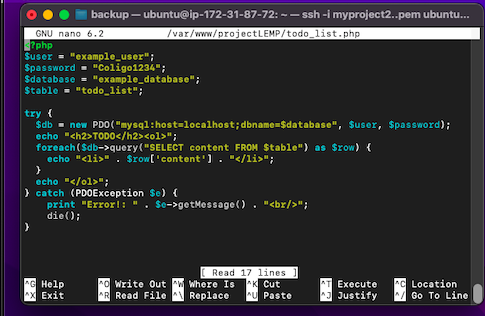 backup — ubuntu@ip-172-31-87-72: ~ — ssh -i myproject2..pem ubuntu...
GNU nano 6.2 /var/www/projectLEMP/todo_list.php
<?php
$user = "example_user";
$password = "Coligo1234";
$database = "example_database";
$table = "todo_list";

try {
  $db = new PDO("mysql:host=localhost;dbname=$database", $user, $password);
  echo "<h2>TODO</h2><ol>";
  foreach($db->query("SELECT content FROM $table") as $row) {
    echo "<li>" . $row['content'] . "</li>";
  }
  echo "</ol>";
} catch (PDOException $e) {
    print "Error!: " . $e->getMessage() . "<br/>";
    die();
}

[ Read 17 lines ]
^G Help ^O Write Out ^W Where Is ^K Cut ^T Execute ^C Location
^X Exit ^R Read File ^\ Replace ^U Paste ^J Justify ^/ Go To Line